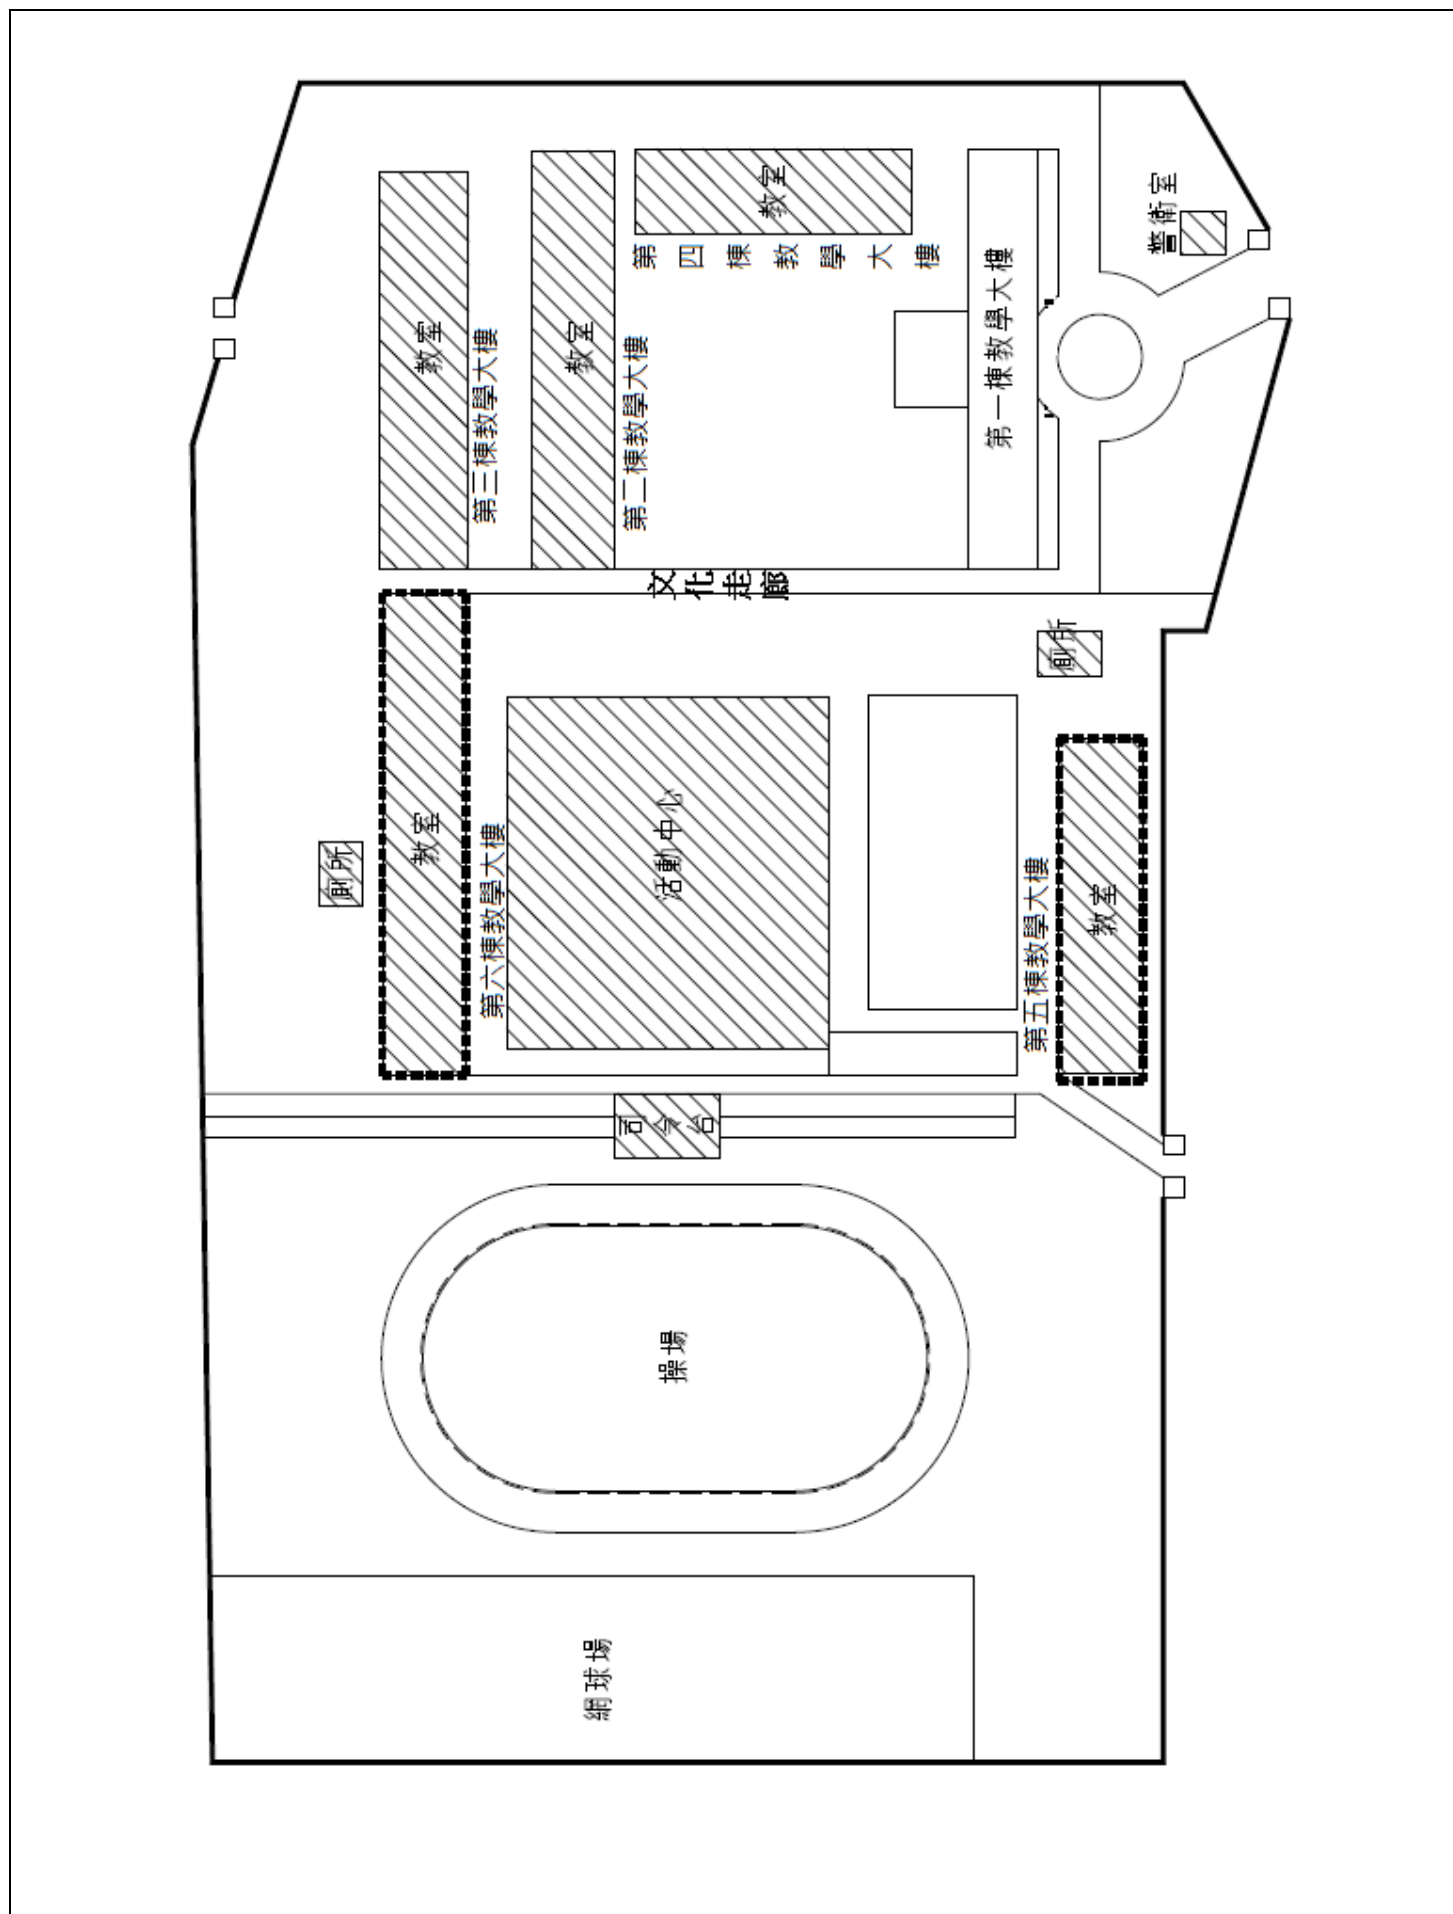 教室
第三棟教學大樓
教室
第二棟教學大樓
教室
第四棟教學大樓
第一棟教學大樓
警衛室
文化走廊
廁所
教室
第六棟教學大樓
活動中心
廁所
第五棟教學大樓
教室
司令台
操場
網球場